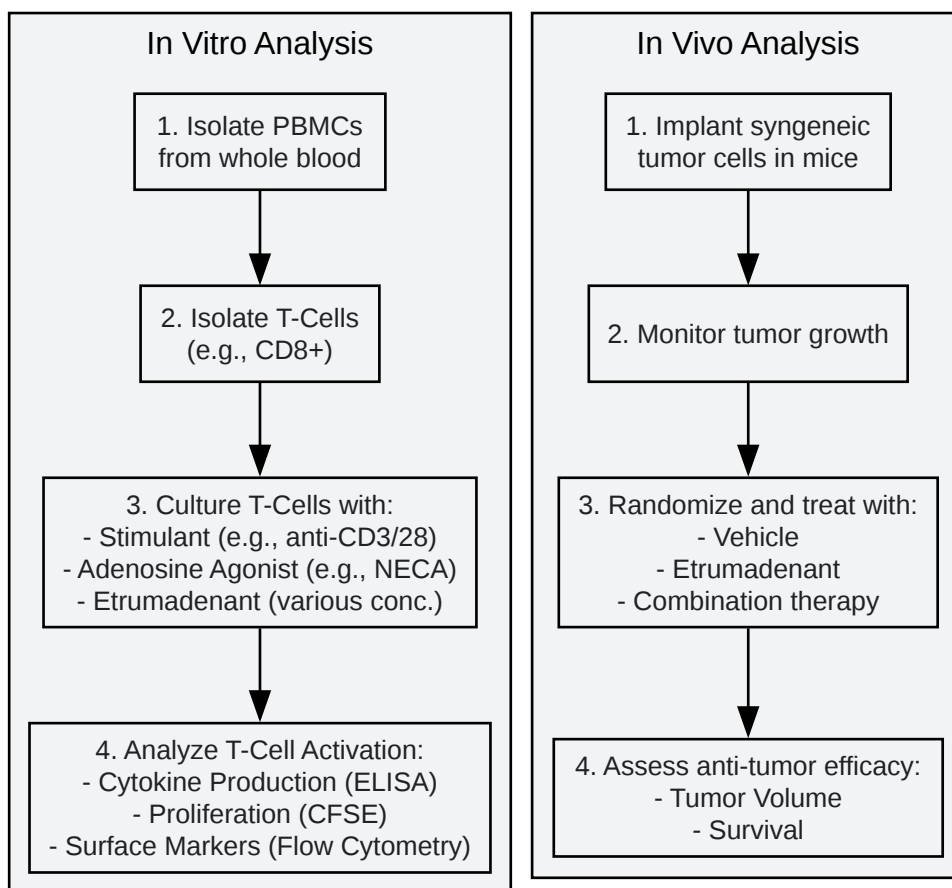 In Vitro Analysis
1. Isolate PBMCs
from whole blood
2. Isolate T-Cells
(e.g., CD8+)
3. Culture T-Cells with:
- Stimulant (e.g., anti-CD3/28)
- Adenosine Agonist (e.g., NECA)
- Etrumadenant (various conc.)
4. Analyze T-Cell Activation:
- Cytokine Production (ELISA)
- Proliferation (CFSE)
- Surface Markers (Flow Cytometry)
In Vivo Analysis
1. Implant syngeneic
tumor cells in mice
2. Monitor tumor growth
3. Randomize and treat with:
- Vehicle
- Etrumadenant
- Combination therapy
4. Assess anti-tumor efficacy:
- Tumor Volume
- Survival